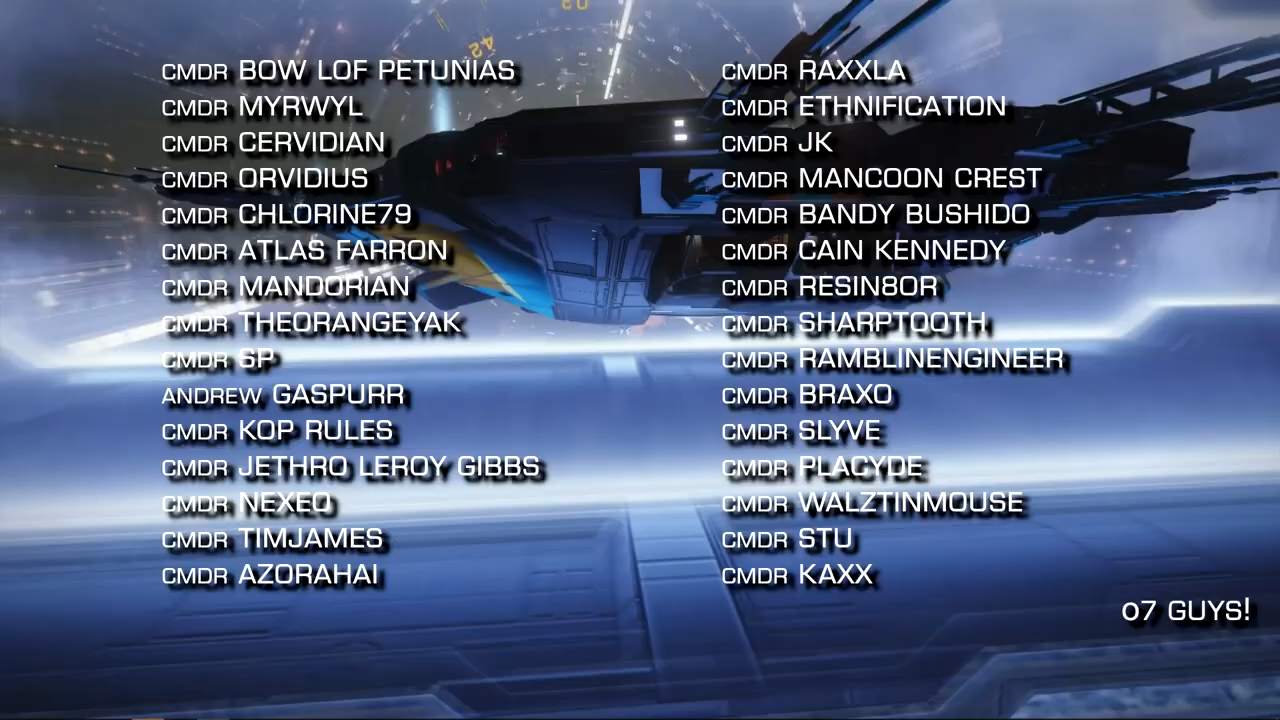 CMDR BOW LOF PETUNIAS
CMDR MYRWYL
CMDR CERVIDIAN
CMDR ORVIDIUS
CMDR CHLORINE79
CMDR ATLAS FARRON
CMDR MANDORIAN
CMDR THEORANGEYAK
CMDR SP
ANDREW GASPURR
CMDR KOP RULES
CMDR JETHRO LEROY GIBBS
CMDR NEXEO
CMDR TIMJAMES
CMDR AZORAHAI
CMDR RAXXLA
CMDR ETHNIFICATION
CMDR JK
CMDR MANCOON CREST
CMDR BANDY BUSHIDO
CMDR CAIN KENNEDY
CMDR RESIN8OR
CMDR SHARPTOOTH
CMDR RAMBLINENGINEER
CMDR BRAXO
CMDR SLYVE
CMDR PLACYDE
CMDR WALZTINMOUSE
CMDR STU
CMDR KAXX
o7 GUYS!